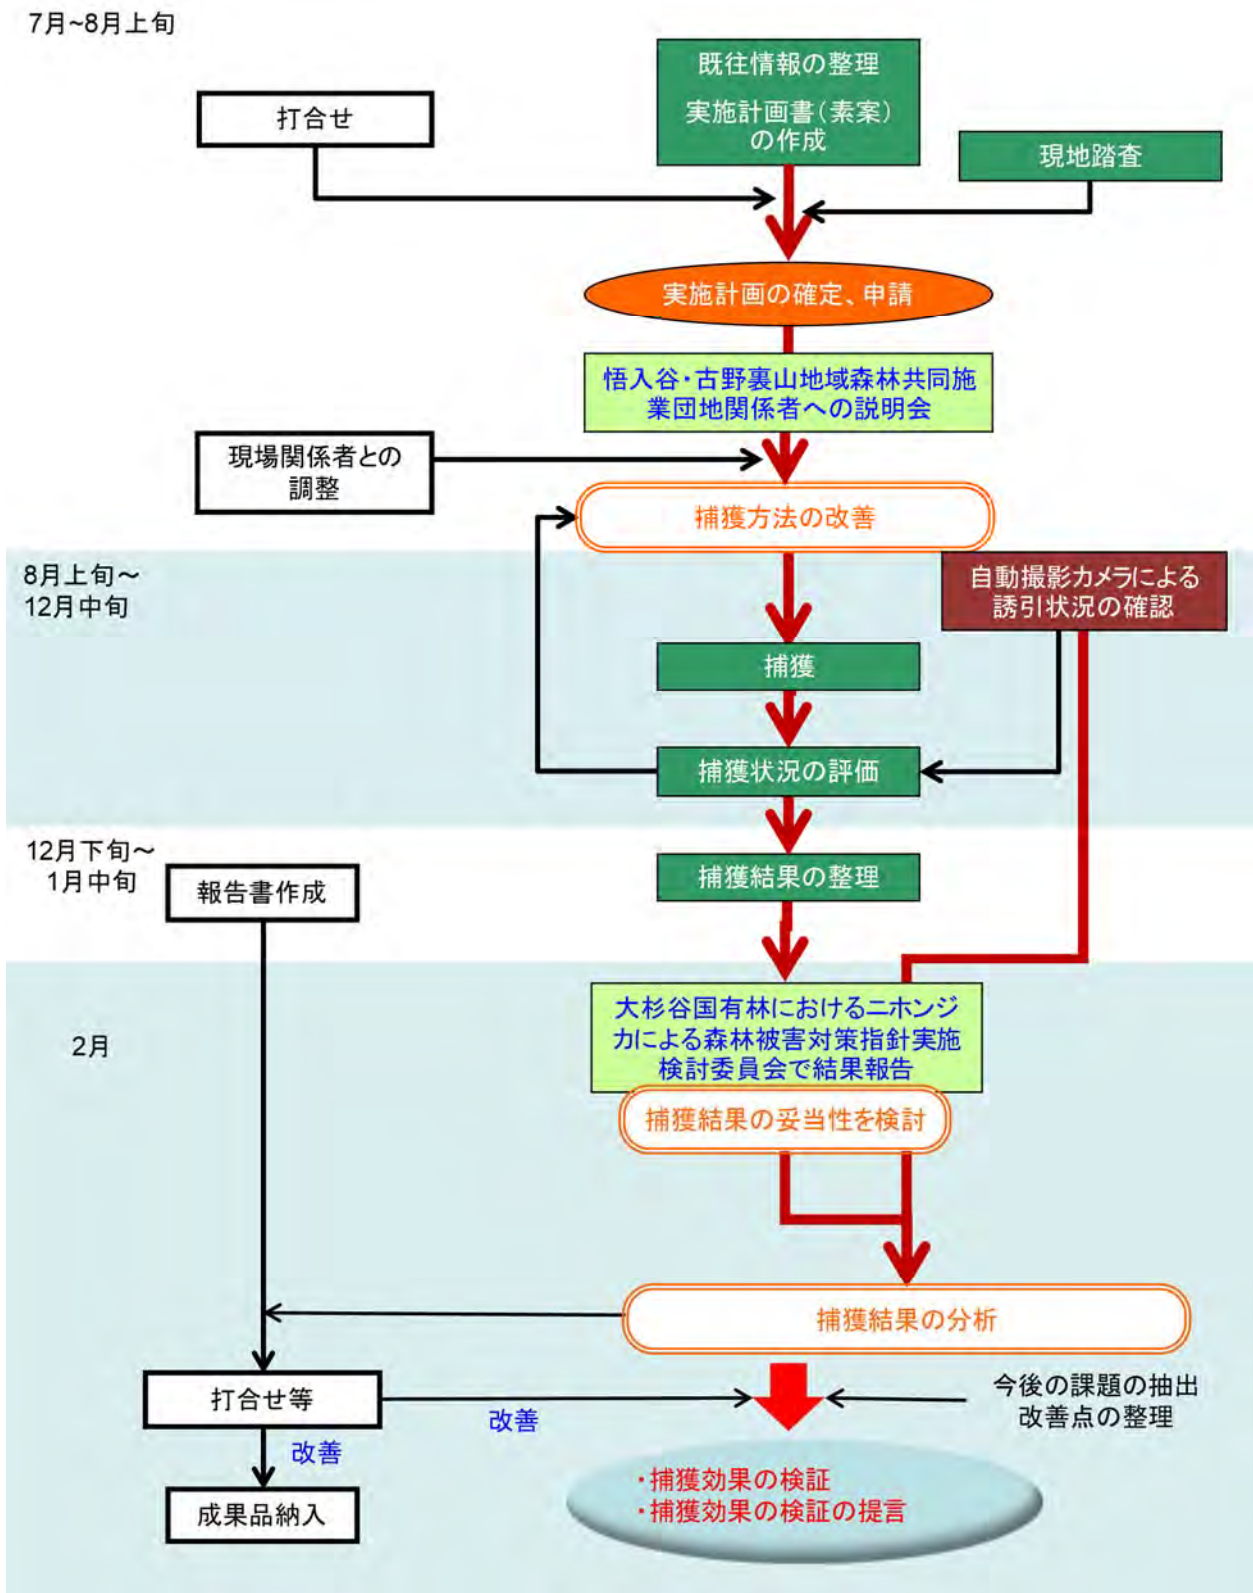 7月~8月上旬
既往情報の整理
実施計画書(素案)
の作成
打合せ
現地踏査
実施計画の確定、申請
悟入谷・古野裏山地域森林共同施
業団地関係者への説明会
現場関係者との
調整
捕獲方法の改善
8月上旬~
12月中旬
自動撮影カメラによる
誘引状況の確認
捕獲
捕獲状況の評価
12月下旬~
1月中旬
報告書作成
捕獲結果の整理
2月
大杉谷国有林におけるニホンジ
カによる森林被害対策指針実施
検討委員会で結果報告
捕獲結果の妥当性を検討
捕獲結果の分析
打合せ等
改善
今後の課題の抽出
改善点の整理
改善
成果品納入
・捕獲効果の検証
・捕獲効果の検証の提言